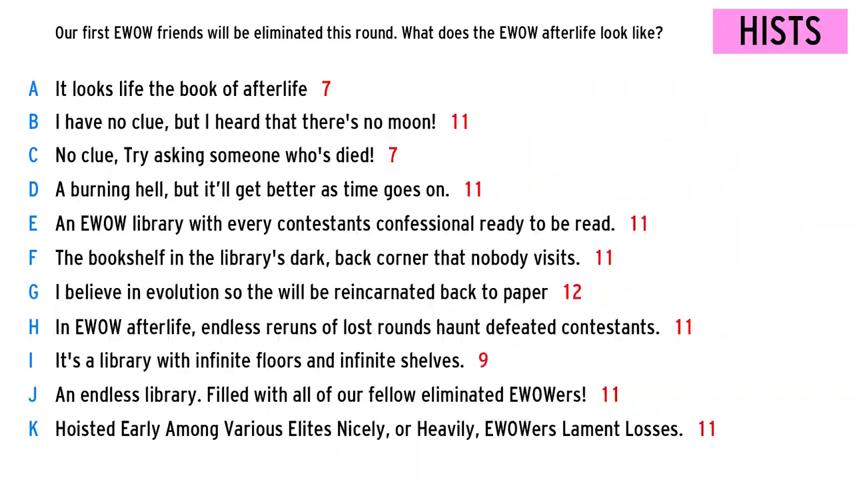 Our first EWOW friends will be eliminated this round. What does the EWOW afterlife look like?
HISTS
A It looks life the book of afterlife 7
B I have no clue, but I heard that there's no moon! 11
C No clue, Try asking someone who's died! 7
D A burning hell, but it’ll get better as time goes on. 11
E An EWOW library with every contestants confessional ready to be read. 11
F The bookshelf in the library's dark, back corner that nobody visits. 11
G I believe in evolution so the will be reincarnated back to paper 12
H In EWOW afterlife, endless reruns of lost rounds haunt defeated contestants. 11
I It's a library with infinite floors and infinite shelves. 9
J An endless library. Filled with all of our fellow eliminated EWOWers! 11
K Hoisted Early Among Various Elites Nicely, or Heavily, EWOWers Lament Losses. 11